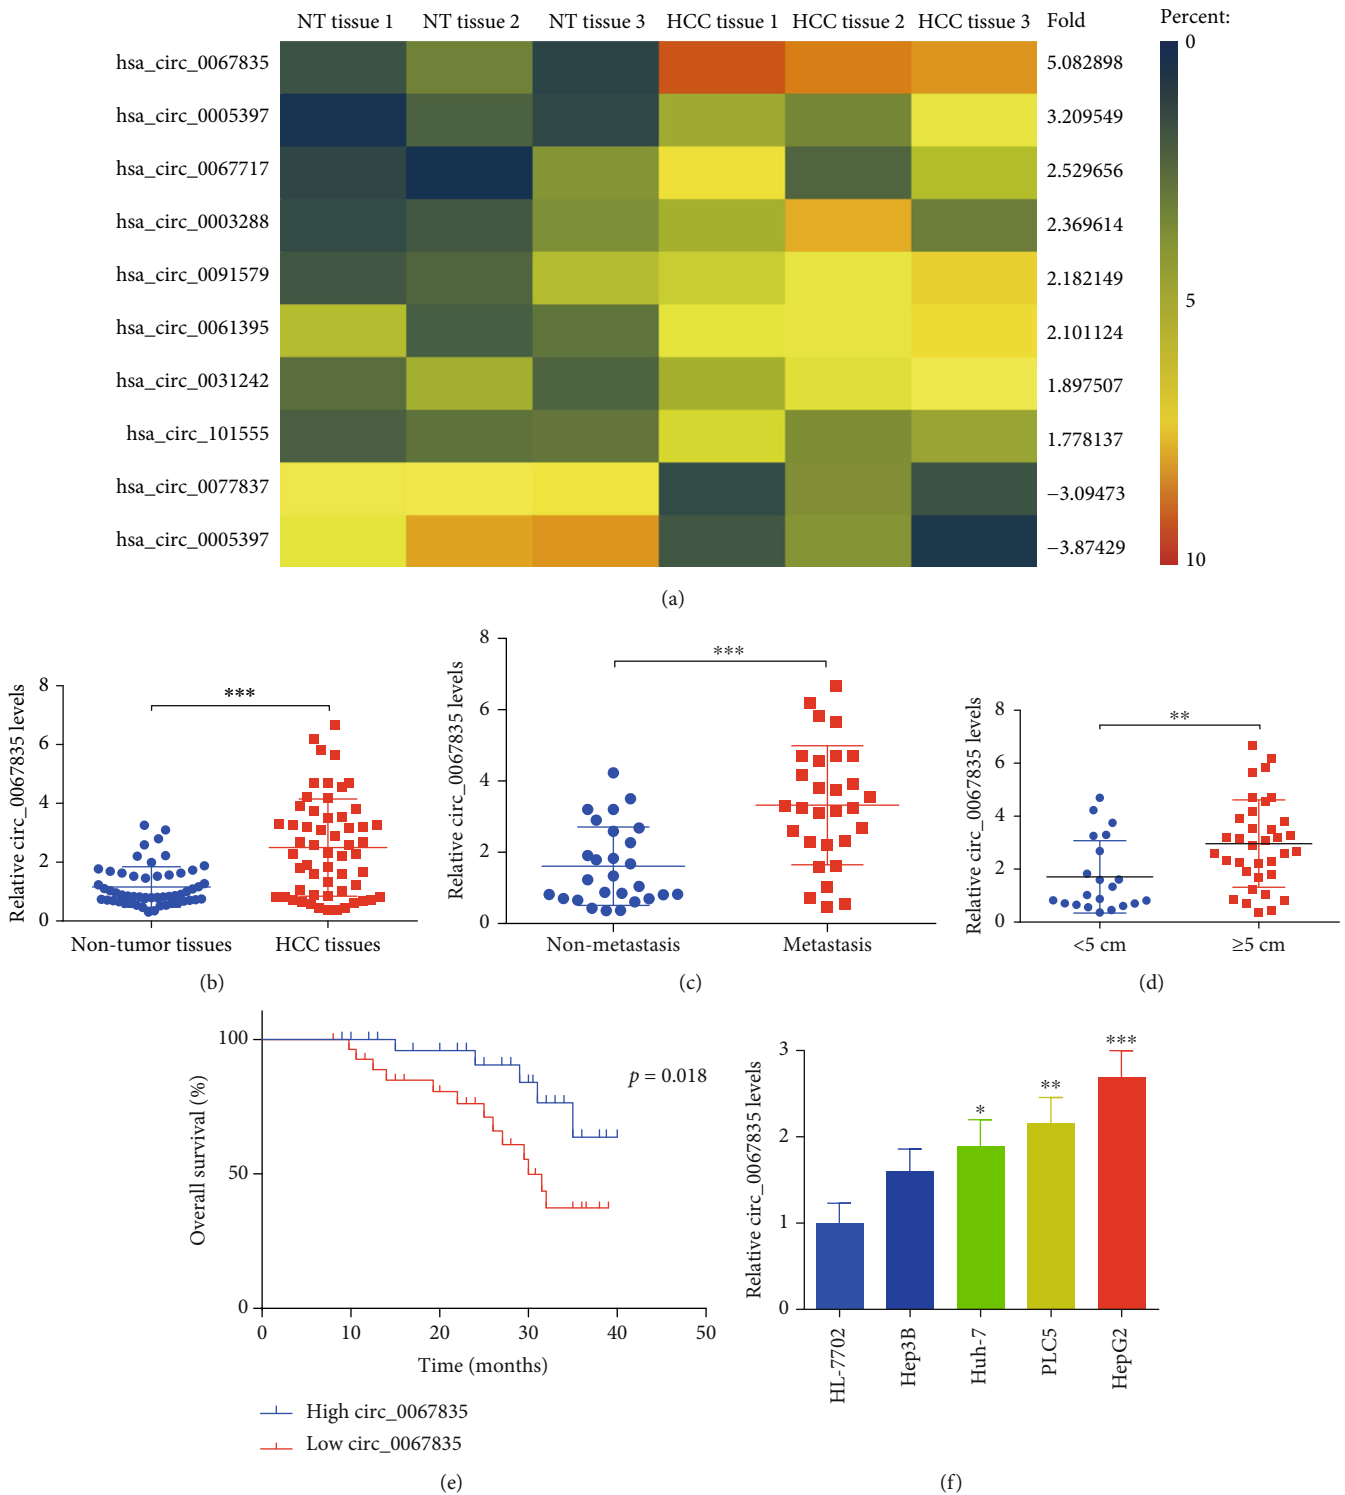 NT tissue 1 NT tissue 2 NT tissue 3 HCC tissue 1 HCC tissue 2 HCC tissue 3 Fold Percent:
hsa_circ_0067835 5.082898 0
hsa_circ_0005397 3.209549
hsa_circ_0067717 2.529656
hsa_circ_0003288 2.369614
hsa_circ_0091579 2.182149
5
hsa_circ_0061395 2.101124
hsa_circ_0031242 1.897507
hsa_circ_101555 1.778137
hsa_circ_0077837 −3.09473
hsa_circ_0005397 −3.87429
10
(a)
Relative circ_0067835 levels
8
6
4
2
0
***
Non-tumor tissues HCC tissues
(b)
Relative circ_0067835 levels
8
6
4
2
0
***
Non-metastasis Metastasis
(c)
Relative circ_0067835 levels
8
6
4
2
0
**
<5 cm ≥5 cm
(d)
Overall survival (%)
100
50
0
p = 0.018
0 10 20 30 40 50
Time (months)
High circ_0067835
Low circ_0067835
(e)
Relative circ_0067835 levels
3
2
1
0
* ** ***
HL-7702 Hep3B Huh-7 PLC5 HepG2
(f)